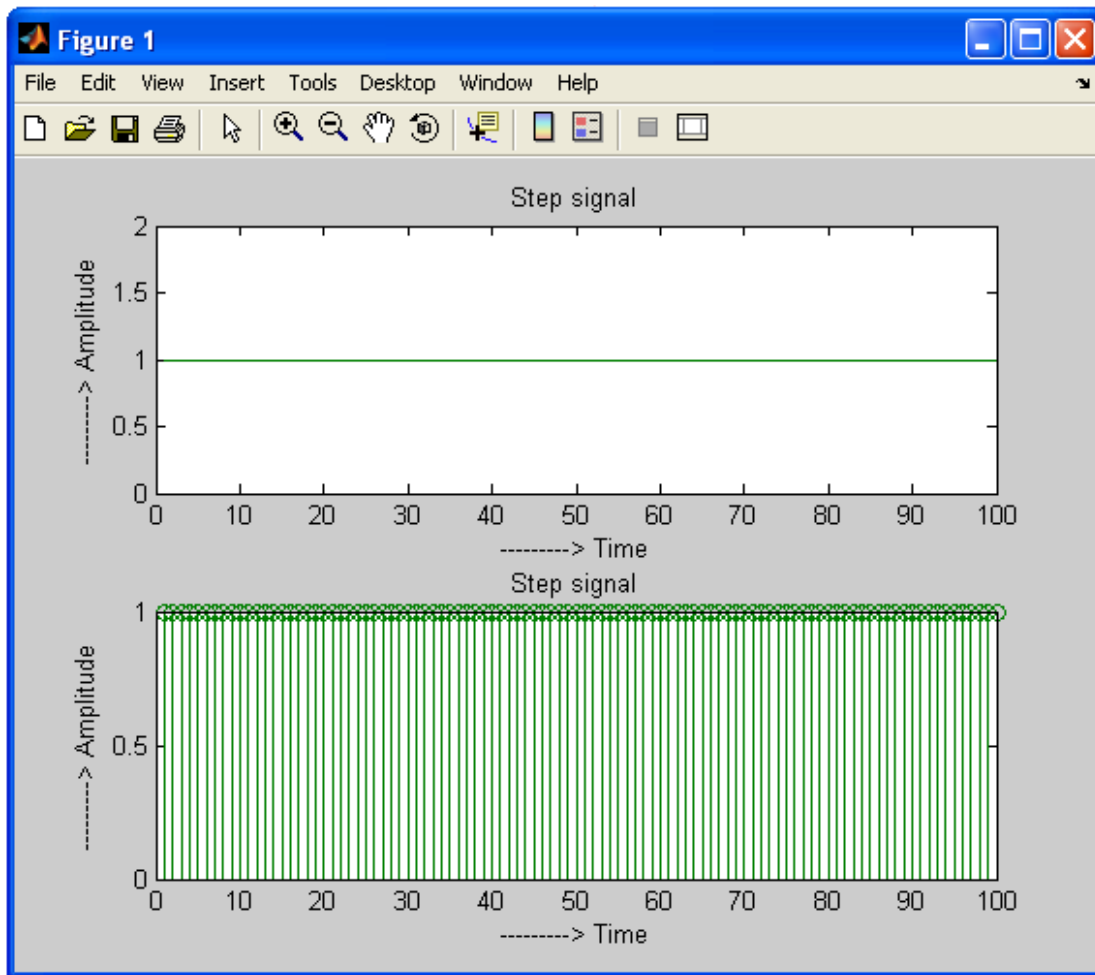 Figure 1
File Edit View Insert Tools Desktop Window Help
Step signal
2
1.5
1
0.5
0
---------> Amplitude
0 10 20 30 40 50 60 70 80 90 100
---------> Time
Step signal
1
0.5
0
---------> Amplitude
0 10 20 30 40 50 60 70 80 90 100
---------> Time